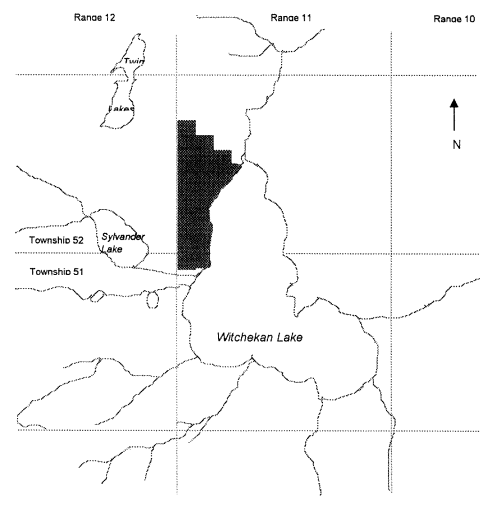 Range 12
Range 11
Range 10
Twin
Lakes
N
Township 52
Sylvander
Lake
Township 51
Witchekan Lake